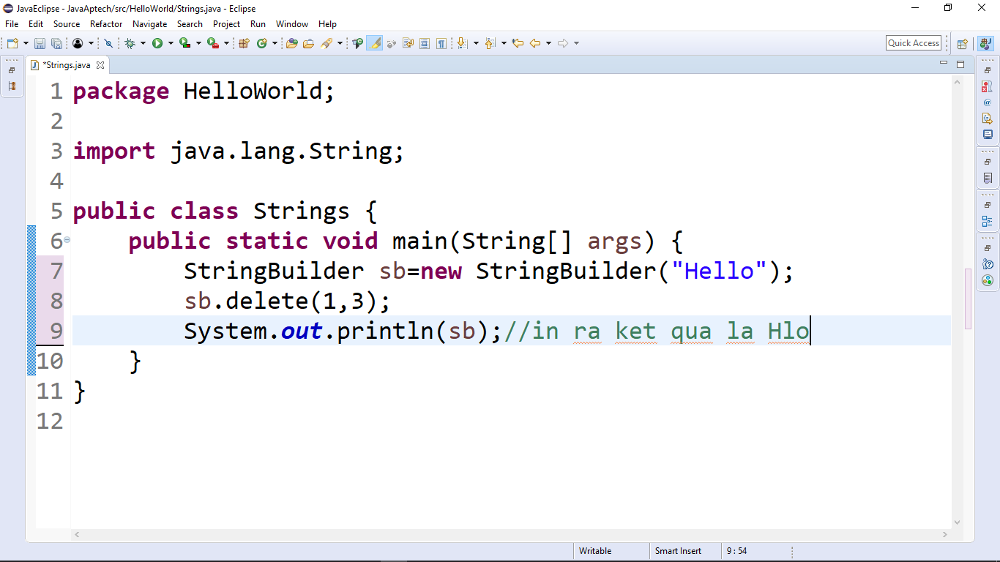 JavaEclipse - JavaAptech/src/HelloWorld/Strings.java - Eclipse
File Edit Source Refactor Navigate Search Project Run Window Help
Quick Access
*Strings.java
1 package HelloWorld;
2
3 import java.lang.String;
4
5 public class Strings {
6 public static void main(String[] args) {
7 StringBuilder sb=new StringBuilder("Hello");
8 sb.delete(1,3);
9 System.out.println(sb);//in ra ket qua la Hlo
10 }
11 }
12
Writable Smart Insert 9 : 54